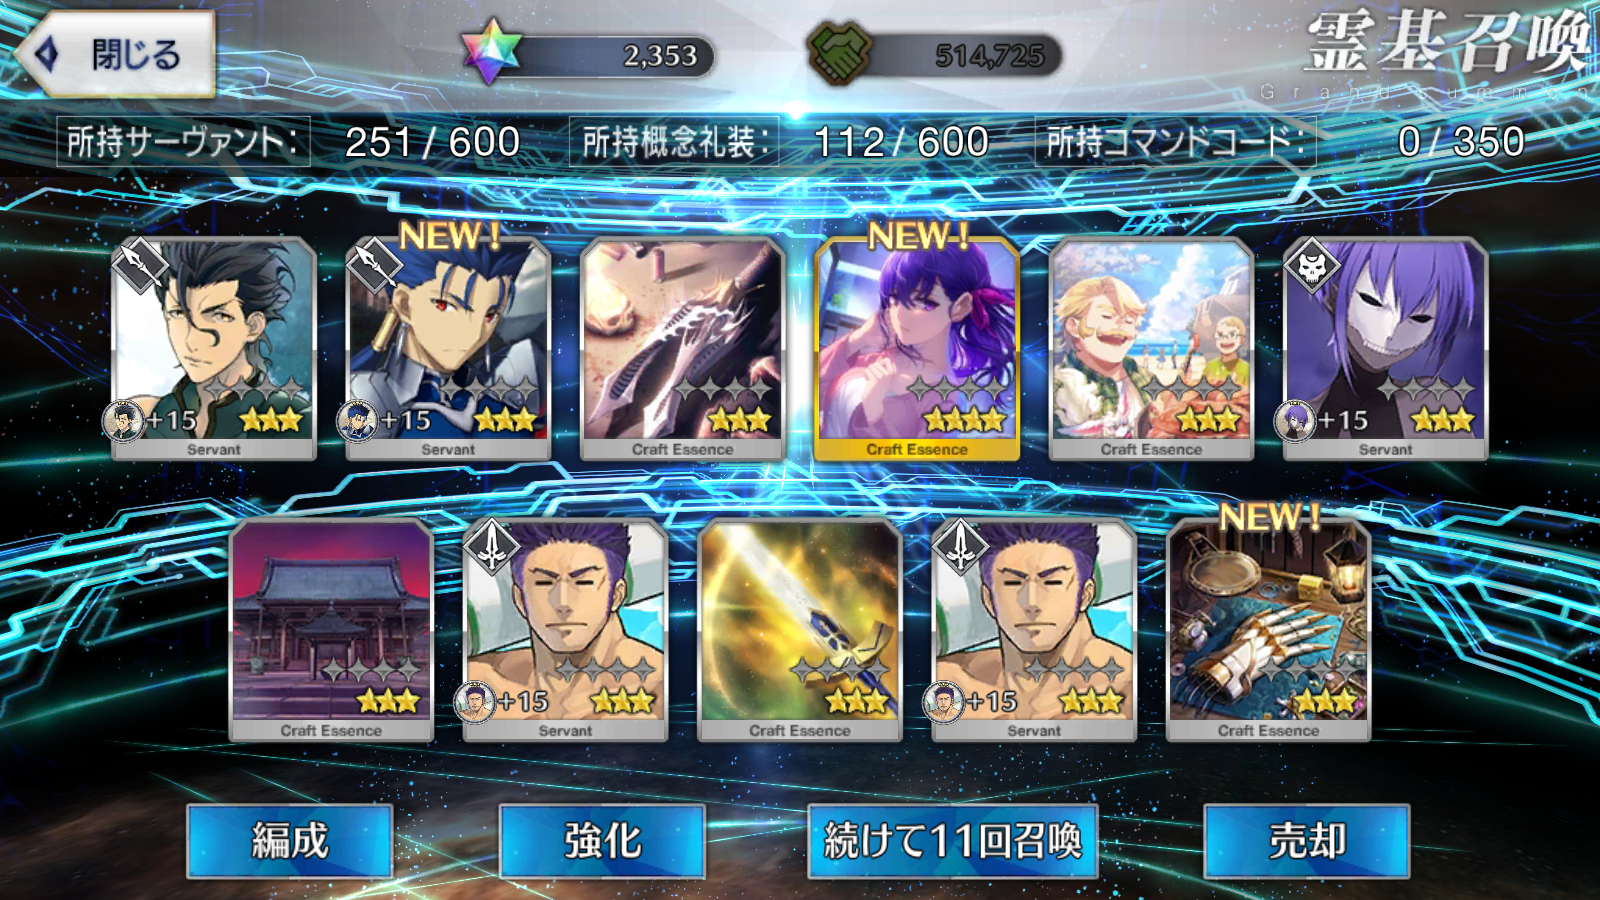 閉じる
2,353
514,725
霊基召喚
Grand summon
所持サーヴァント: 251 / 600
所持概念礼装: 112 / 600
所持コマンドコード: 0 / 350
NEW!
NEW!
+15
+15
+15
Servant
Servant
Craft Essence
Craft Essence
Craft Essence
Servant
NEW!
+15
+15
Craft Essence
Servant
Craft Essence
Servant
Craft Essence
編成
強化
続けて11回召喚
売却